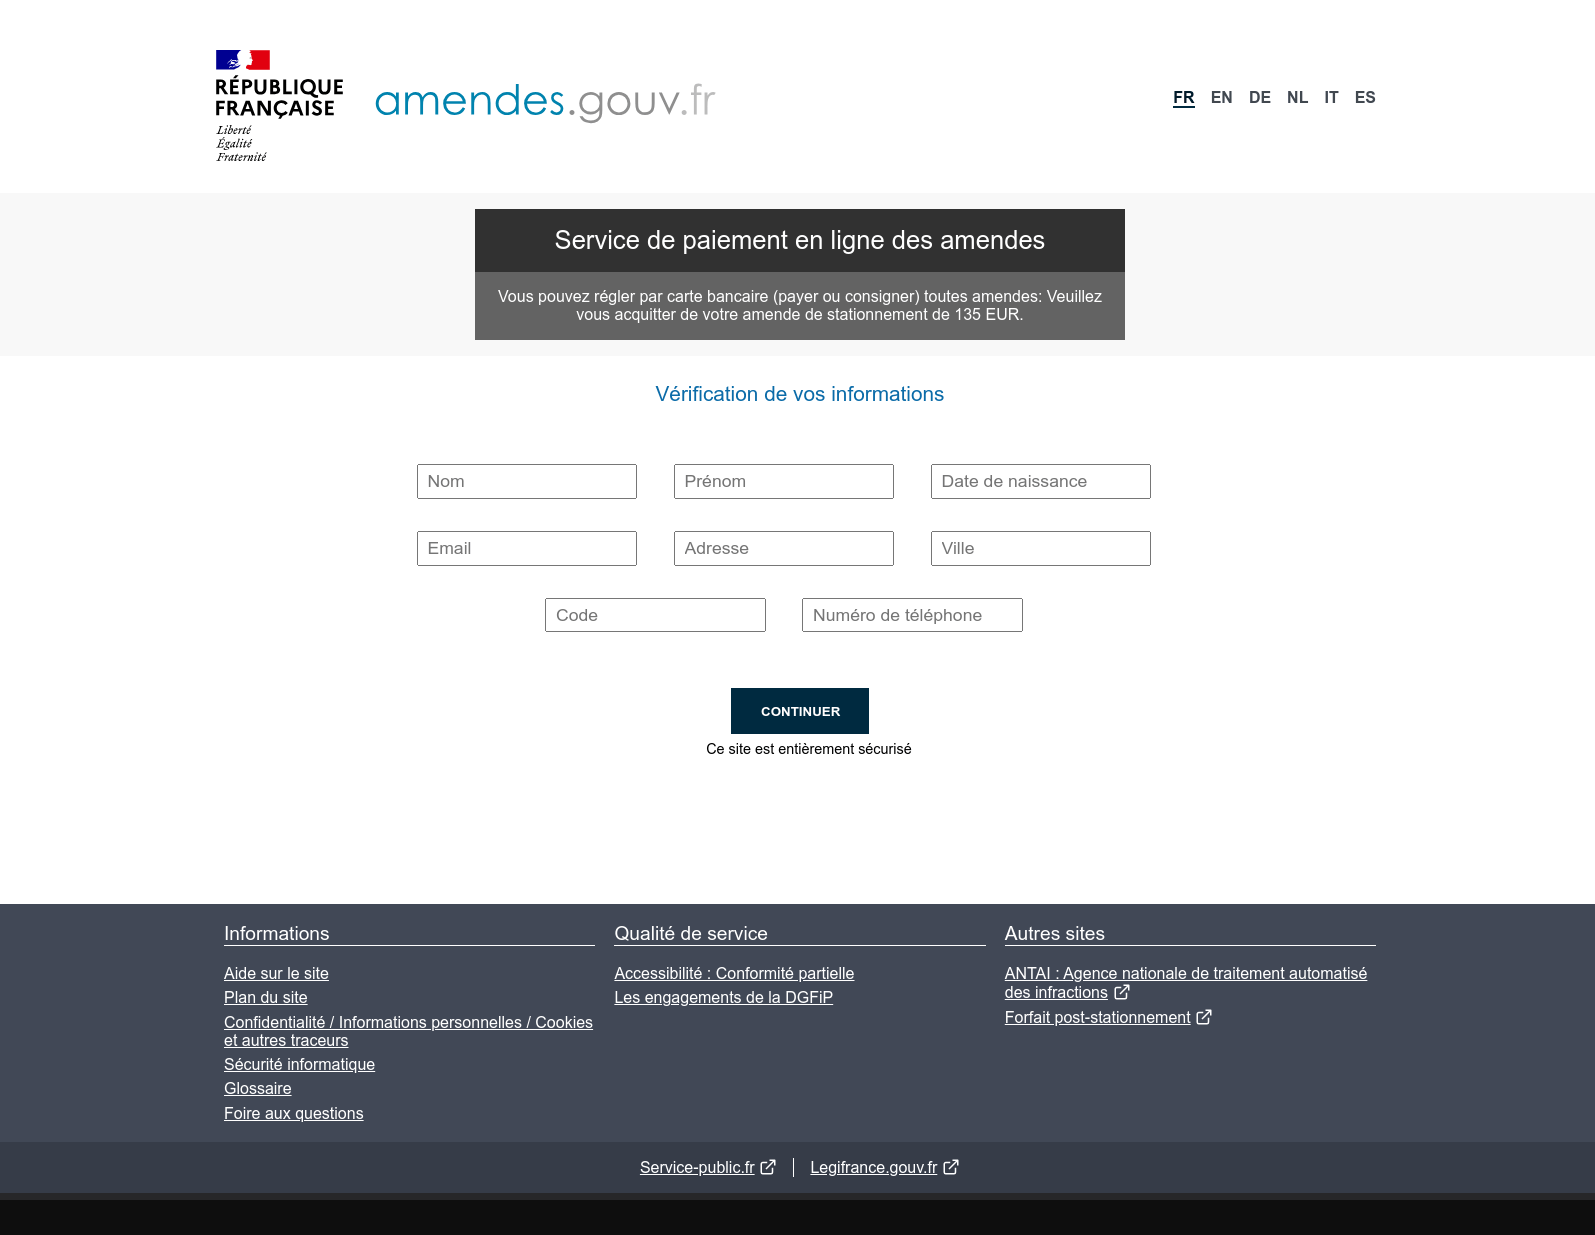 RÉPUBLIQUE
FRANÇAISE
Liberté
Égalité
Fraternité
amendes.gouv.fr
FR EN DE NL IT ES
Service de paiement en ligne des amendes
Vous pouvez régler par carte bancaire (payer ou consigner) toutes amendes: Veuillez
vous acquitter de votre amende de stationnement de 135 EUR.
Vérification de vos informations
Nom Prénom Date de naissance
Email Adresse Ville
Code Numéro de téléphone
CONTINUER
Ce site est entièrement sécurisé
Informations
Aide sur le site
Plan du site
Confidentialité / Informations personnelles / Cookies
et autres traceurs
Sécurité informatique
Glossaire
Foire aux questions
Qualité de service
Accessibilité : Conformité partielle
Les engagements de la DGFiP
Autres sites
ANTAI : Agence nationale de traitement automatisé
des infractions
Forfait post-stationnement
Service-public.fr Legifrance.gouv.fr